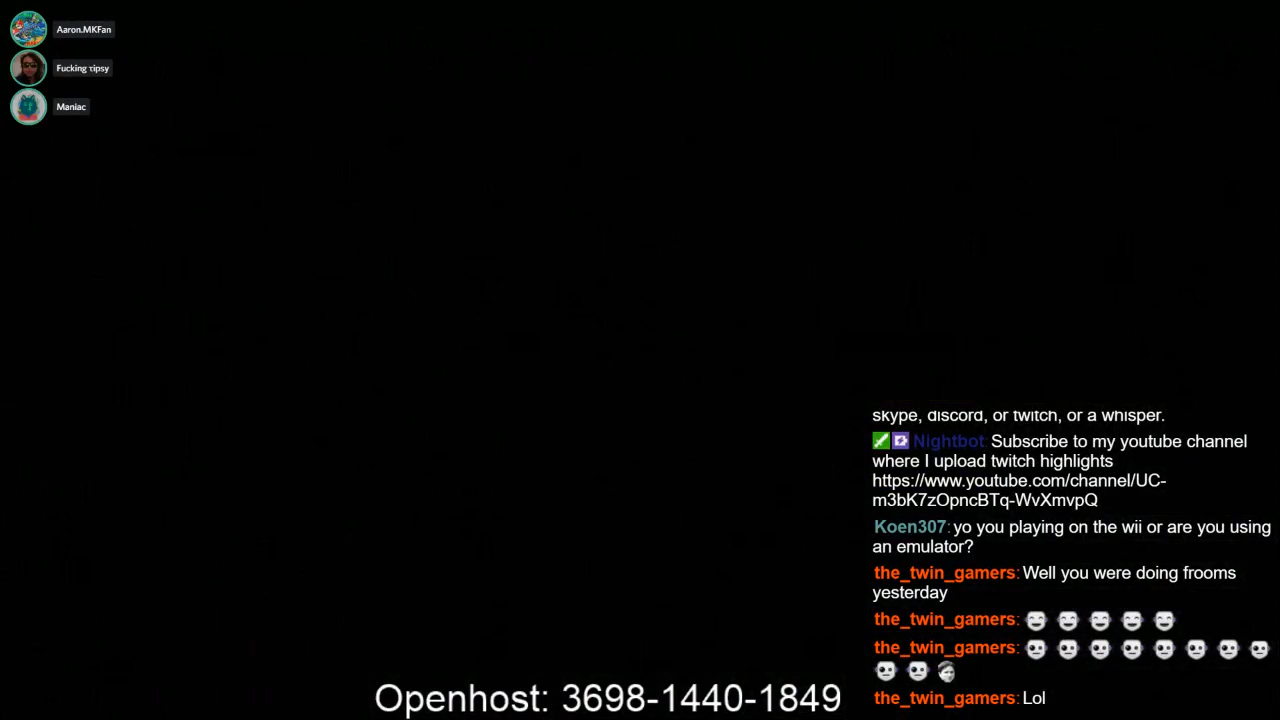 Aaron.MKFan
Fucking tipsy
Maniac
skype, discord, or twitch, or a whisper.
Nightbot Subscribe to my youtube channel
where I upload twitch highlights
https://www.youtube.com/channel/UC-
m3bK7zOpncBTq-WvXmvpQ
Koen307: yo you playing on the wii or are you using
an emulator?
the_twin_gamers: Well you were doing frooms
yesterday
the_twin_gamers:
the_twin_gamers:
the_twin_gamers: Lol
Openhost: 3698-1440-1849